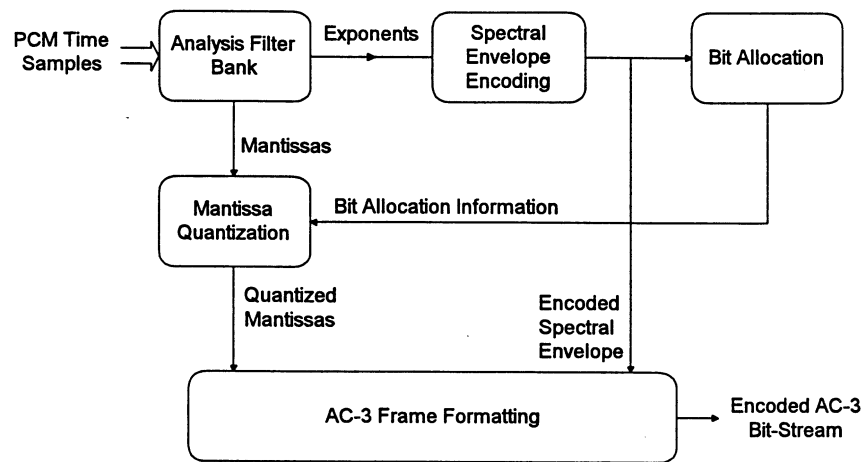 PCM Time
Samples
Analysis Filter
Bank
Exponents
Spectral
Envelope
Encoding
Bit Allocation
Mantissas
Mantissa
Quantization
Bit Allocation Information
Quantized
Mantissas
Encoded
Spectral
Envelope
AC-3 Frame Formatting
Encoded AC-3
Bit-Stream